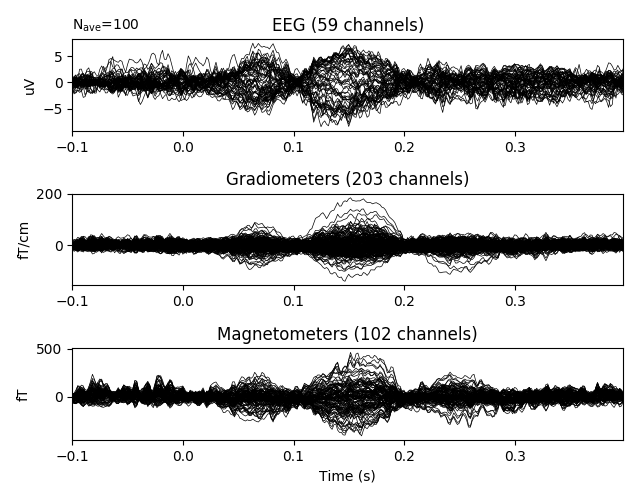 N_ave=100
EEG (59 channels)
5
0
−5
uV
−0.1 0.0 0.1 0.2 0.3
Gradiometers (203 channels)
200
0
fT/cm
−0.1 0.0 0.1 0.2 0.3
Magnetometers (102 channels)
500
0
fT
−0.1 0.0 0.1 0.2 0.3
Time (s)